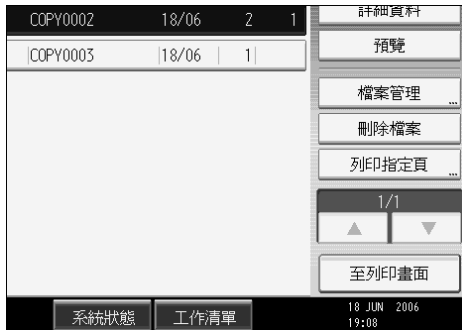 COPY0002 18/06 2 1
COPY0003 18/06 1
詳細資料
預覽
檔案管理
刪除檔案
列印指定頁
1/1
至列印畫面
系統狀態 工作清單
18 JUN 2006
19:08